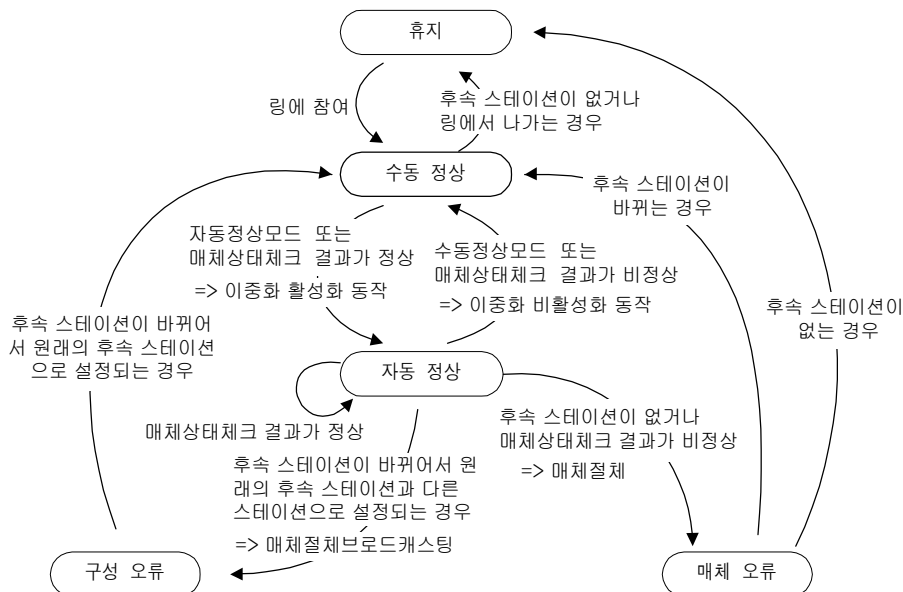 휴지
링에 참여
후속 스테이션이 없거나
링에서 나가는 경우
수동 정상
후속 스테이션이
바뀌는 경우
자동정상모드 또는
매체상태체크 결과가 정상
=> 이중화 활성화 동작
수동정상모드 또는
매체상태체크 결과가 비정상
=> 이중화 비활성화 동작
후속 스테이션이 바뀌어
서 원래의 후속 스테이션
으로 설정되는 경우
후속 스테이션이
없는 경우
자동 정상
매체상태체크 결과가 정상
후속 스테이션이 없거나
매체상태체크 결과가 비정상
=> 매체절체
후속 스테이션이 바뀌어서 원
래의 후속 스테이션과 다른
스테이션으로 설정되는 경우
=> 매체절체브로드캐스팅
구성 오류
매체 오류